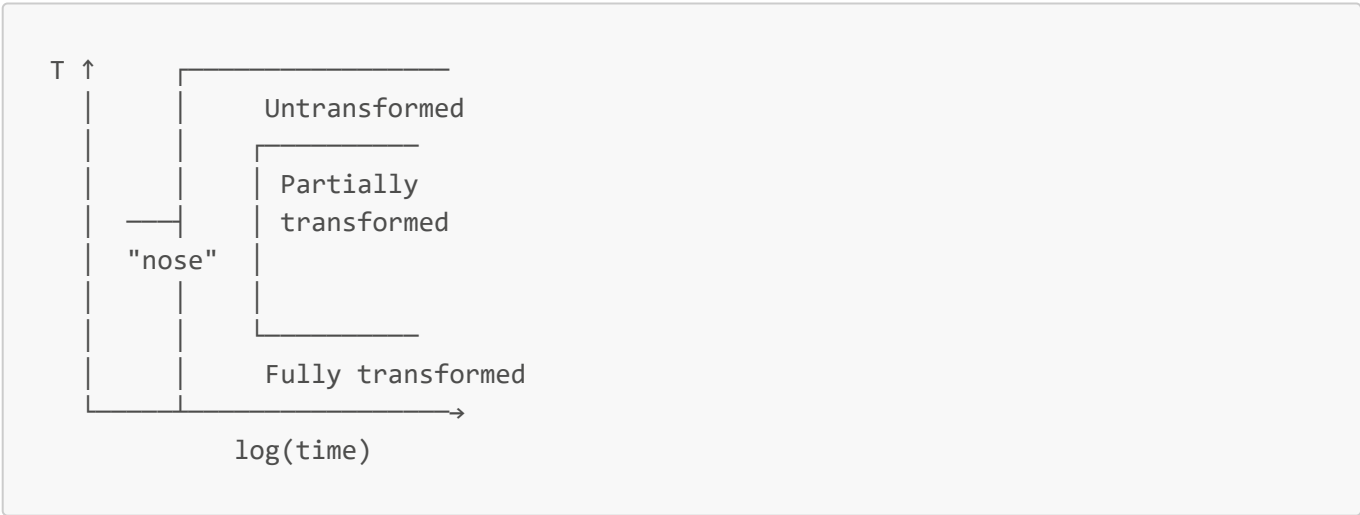 T ↑
Untransformed
Partially
transformed
"nose"
Fully transformed
log(time)